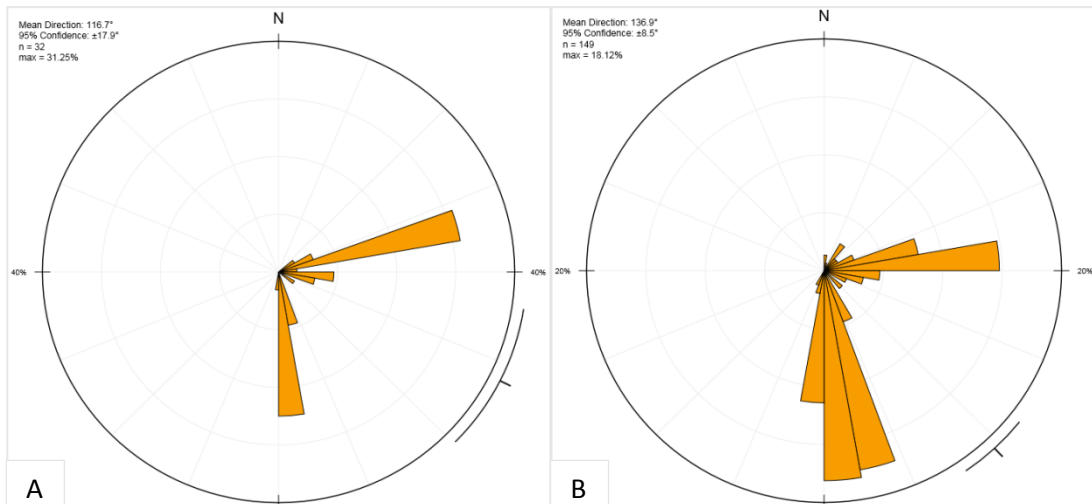 Mean Direction: 116.7°
95% Confidence: ±17.9°
n = 32
max = 31.25%
N
40%
40%
A
Mean Direction: 136.9°
95% Confidence: ±8.5°
n = 149
max = 18.12%
N
20%
20%
B